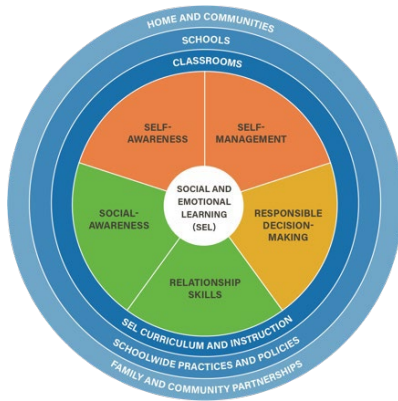 HOME AND COMMUNITIES
SCHOOLS
CLASSROOMS
SELF-
AWARENESS
SELF-
MANAGEMENT
SOCIAL AND
EMOTIONAL
LEARNING
(SEL)
SOCIAL-
AWARENESS
RESPONSIBLE
DECISION-
MAKING
RELATIONSHIP
SKILLS
SEL CURRICULUM AND INSTRUCTION
SCHOOLWIDE PRACTICES AND POLICIES
FAMILY AND COMMUNITY PARTNERSHIPS